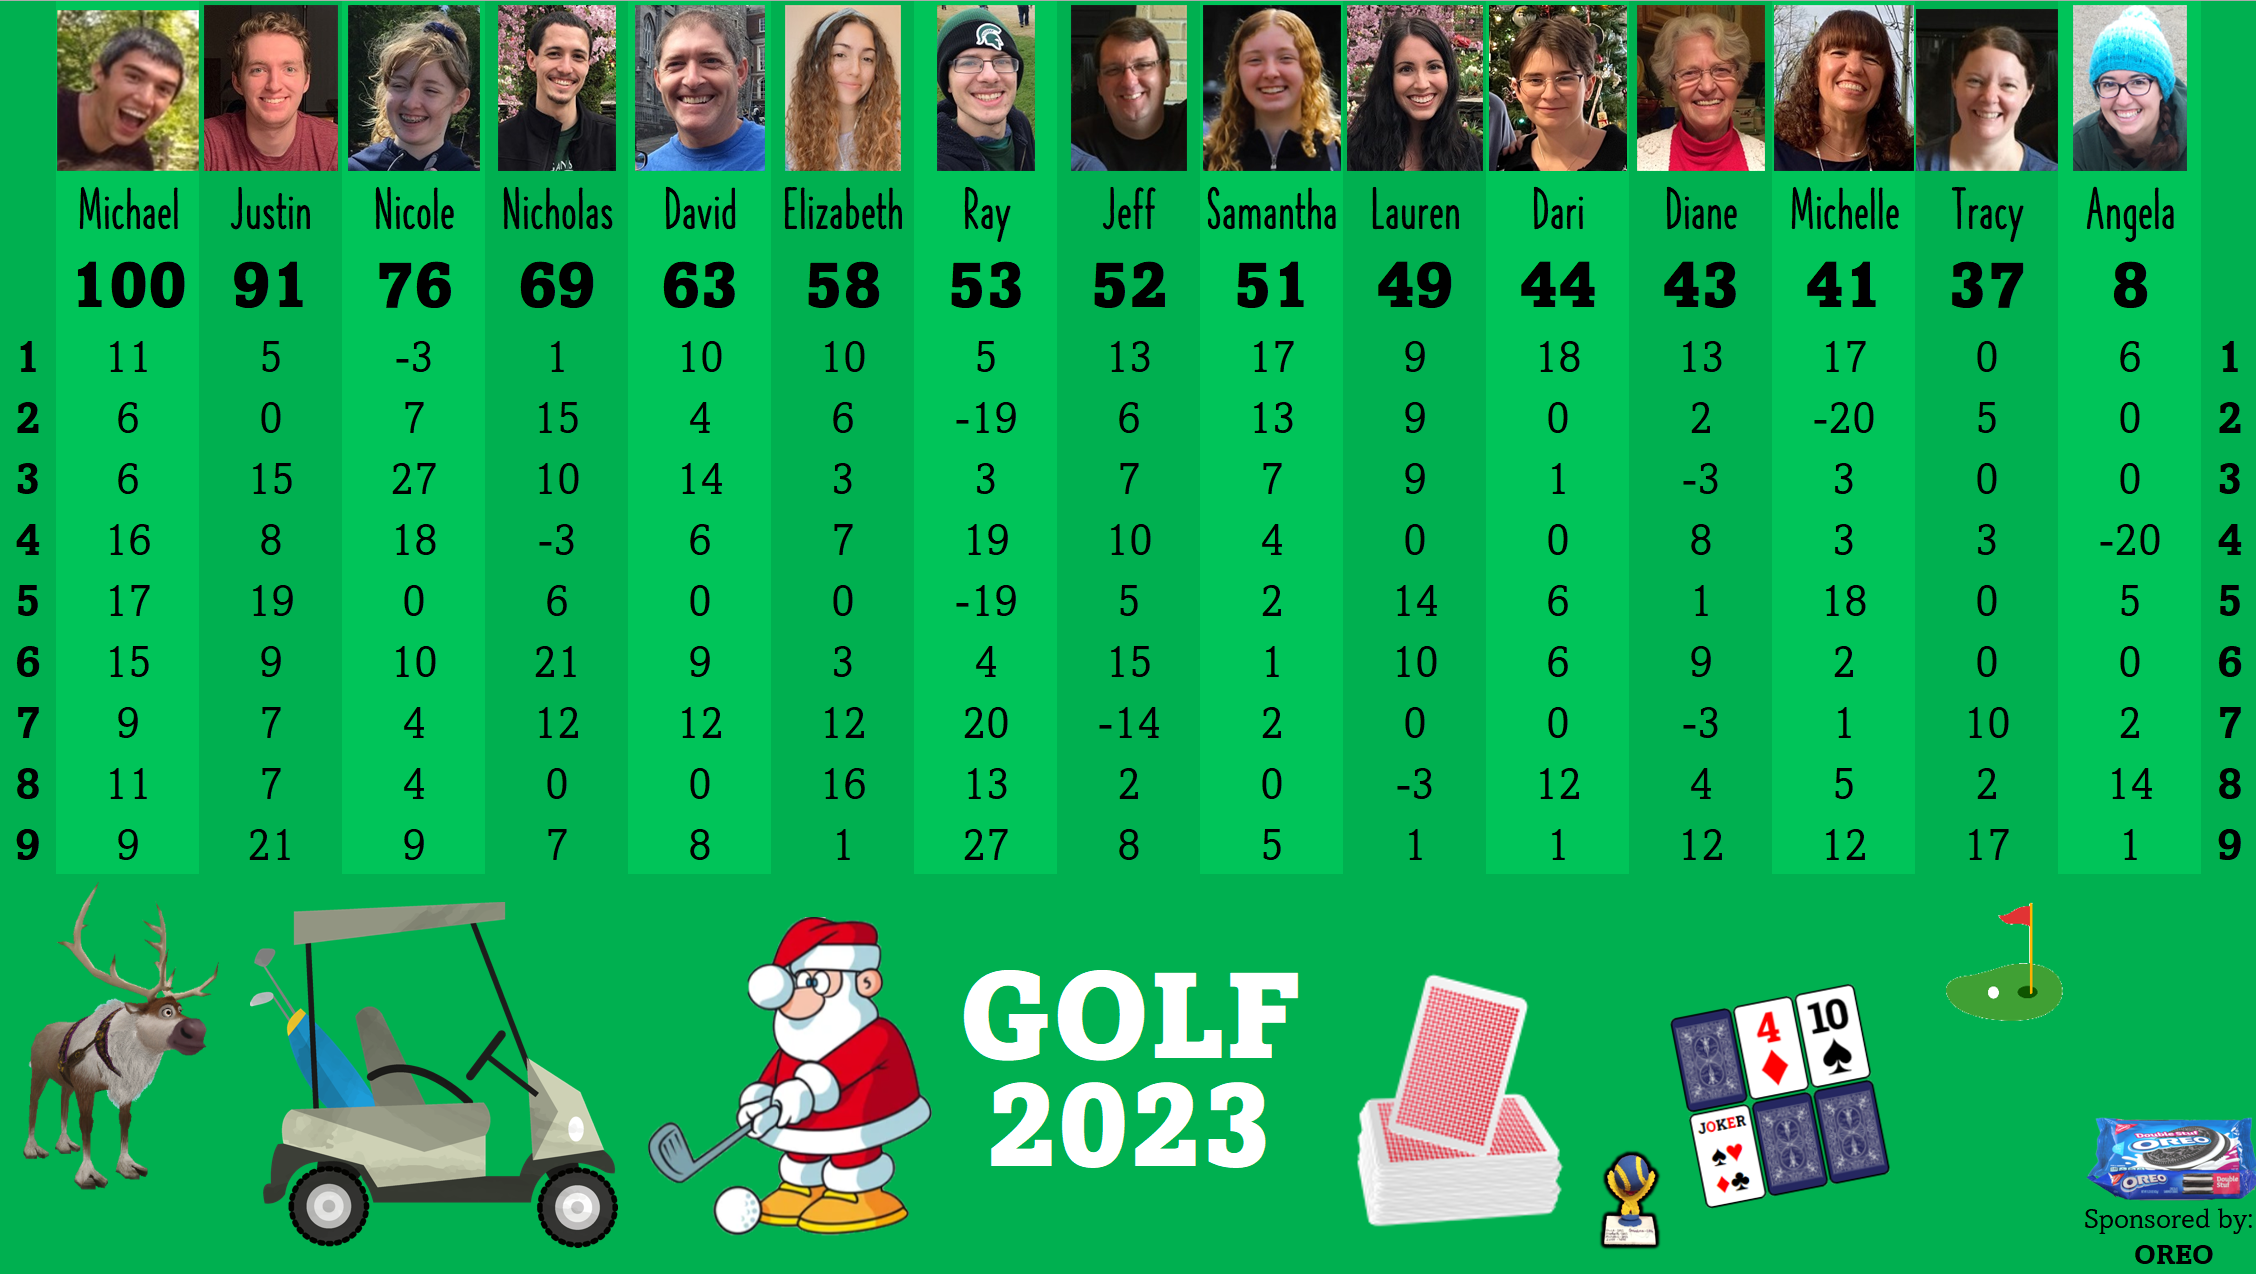 Michael Justin Nicole Nicholas David Elizabeth Ray Jeff Samantha Lauren Dari Diane Michelle Tracy Angela
100 91 76 69 63 58 53 52 51 49 44 43 41 37 8
1 11 5 -3 1 10 10 5 13 17 9 18 13 17 0 6 1
2 6 0 7 15 4 6 -19 6 13 9 0 2 -20 5 0 2
3 6 15 27 10 14 3 3 7 7 9 1 -3 3 0 0 3
4 16 8 18 -3 6 7 19 10 4 0 0 8 3 3 -20 4
5 17 19 0 6 0 0 -19 5 2 14 6 1 18 0 5 5
6 15 9 10 21 9 3 4 15 1 10 6 9 2 0 0 6
7 9 7 4 12 12 12 20 -14 2 0 0 -3 1 10 2 7
8 11 7 4 0 0 16 13 2 0 -3 12 4 5 2 14 8
9 9 21 9 7 8 1 27 8 5 1 1 12 12 17 1 9
GOLF
2023
4
10
JOKER
Double Stuf
OREO
OREO
Double
Stuf
Sponsored by:
OREO